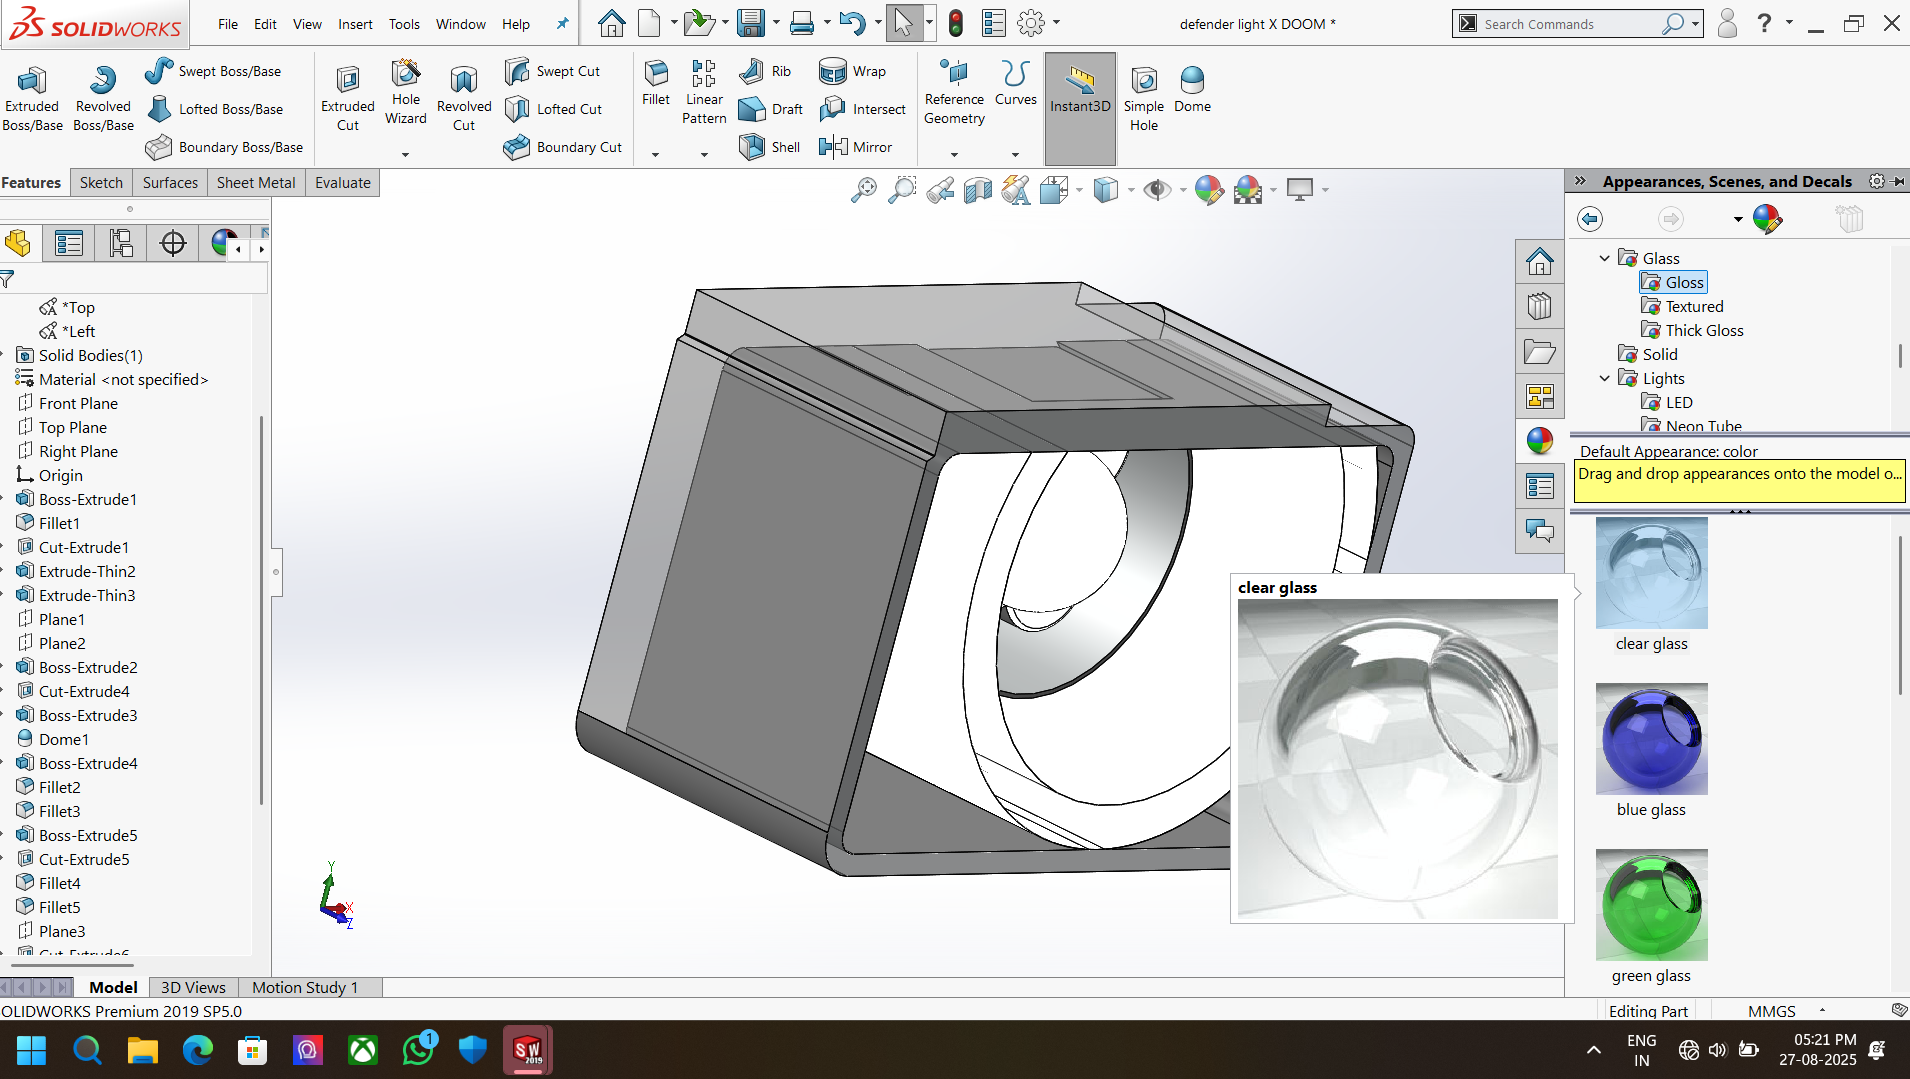 SOLIDWORKS
File Edit View Insert Tools Window Help
defender light X DOOM *
Search Commands
Extruded Boss/Base
Revolved Boss/Base
Swept Boss/Base
Lofted Boss/Base
Boundary Boss/Base
Extruded Cut
Hole Wizard
Revolved Cut
Swept Cut
Lofted Cut
Boundary Cut
Fillet
Linear Pattern
Rib
Draft
Shell
Wrap
Intersect
Mirror
Reference Geometry
Curves
Instant3D
Simple Hole
Dome
Features Sketch Surfaces Sheet Metal Evaluate
*Top
*Left
Solid Bodies(1)
Material <not specified>
Front Plane
Top Plane
Right Plane
Origin
Boss-Extrude1
Fillet1
Cut-Extrude1
Extrude-Thin2
Extrude-Thin3
Plane1
Plane2
Boss-Extrude2
Cut-Extrude4
Boss-Extrude3
Dome1
Boss-Extrude4
Fillet2
Fillet3
Boss-Extrude5
Cut-Extrude5
Fillet4
Fillet5
Plane3
Cut-Extrude6
Y
X
Z
Appearances, Scenes, and Decals
Glass
Gloss
Textured
Thick Gloss
Solid
Lights
LED
Neon Tube
Default Appearance: color
Drag and drop appearances onto the model o...
clear glass
clear glass
blue glass
green glass
Model 3D Views Motion Study 1
OLIDWORKS Premium 2019 SP5.0
Editing Part
MMGS
1
SW
2019
ENG
IN
05:21 PM
27-08-2025